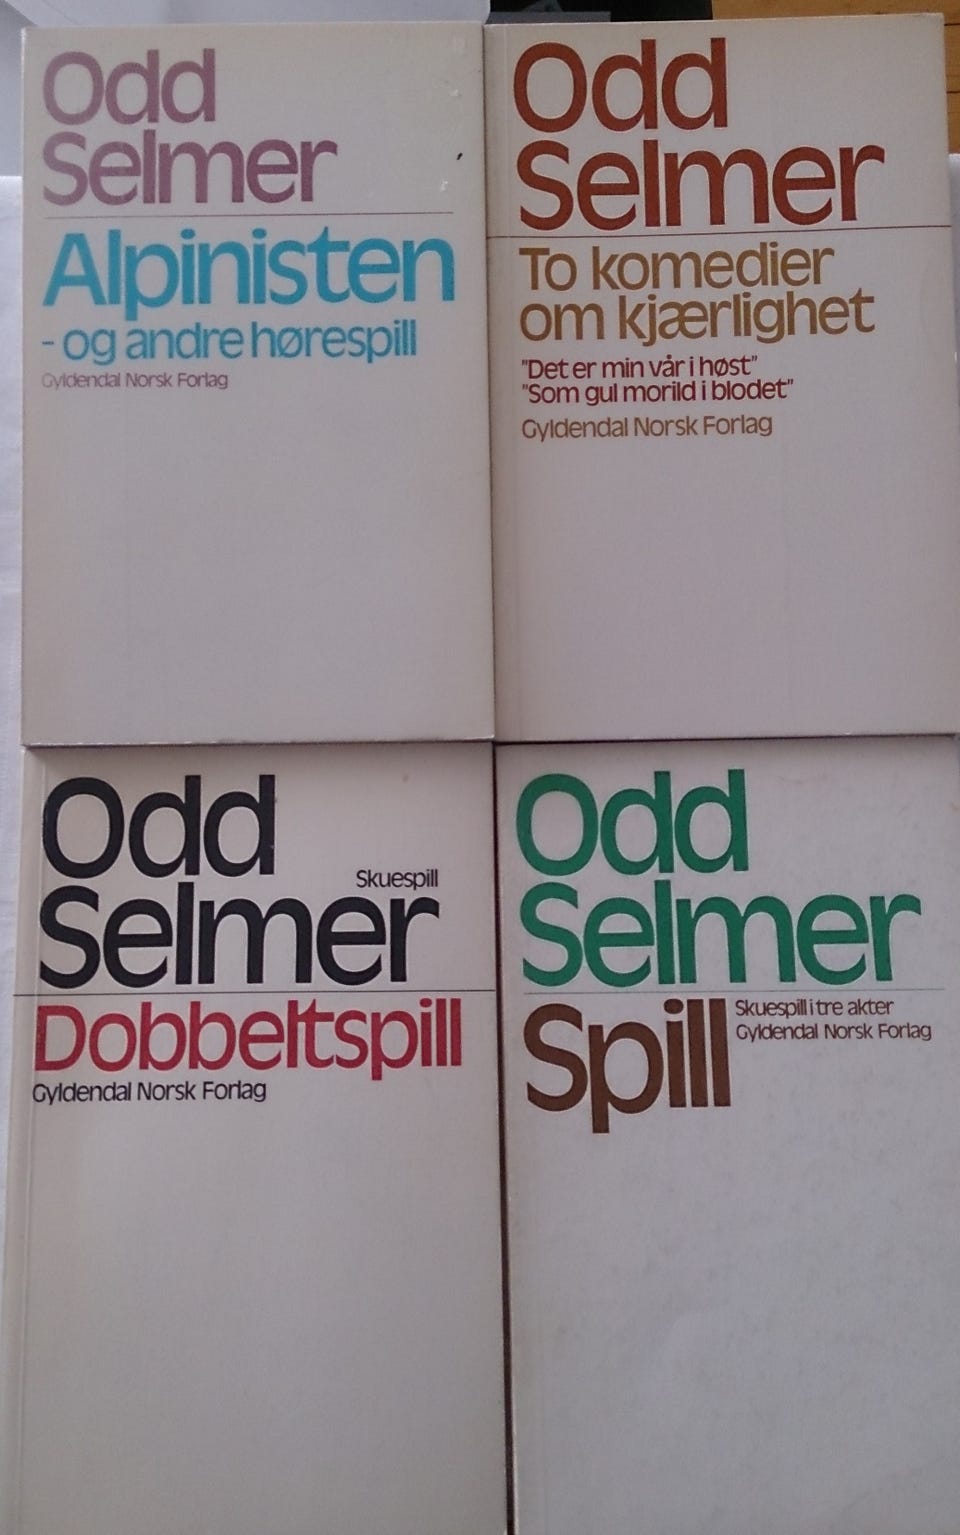 Odd
Selmer
Alpinisten
- og andre hørespill
Gyldendal Norsk Forlag
Odd
Selmer
To komedier
om kjærlighet
"Det er min vår i høst"
"Som gul morild i blodet"
Gyldendal Norsk Forlag
Odd
Skuespill
Selmer
Dobbeltspill
Gyldendal Norsk Forlag
Odd
Selmer
Spill
Skuespill i tre akter
Gyldendal Norsk Forlag